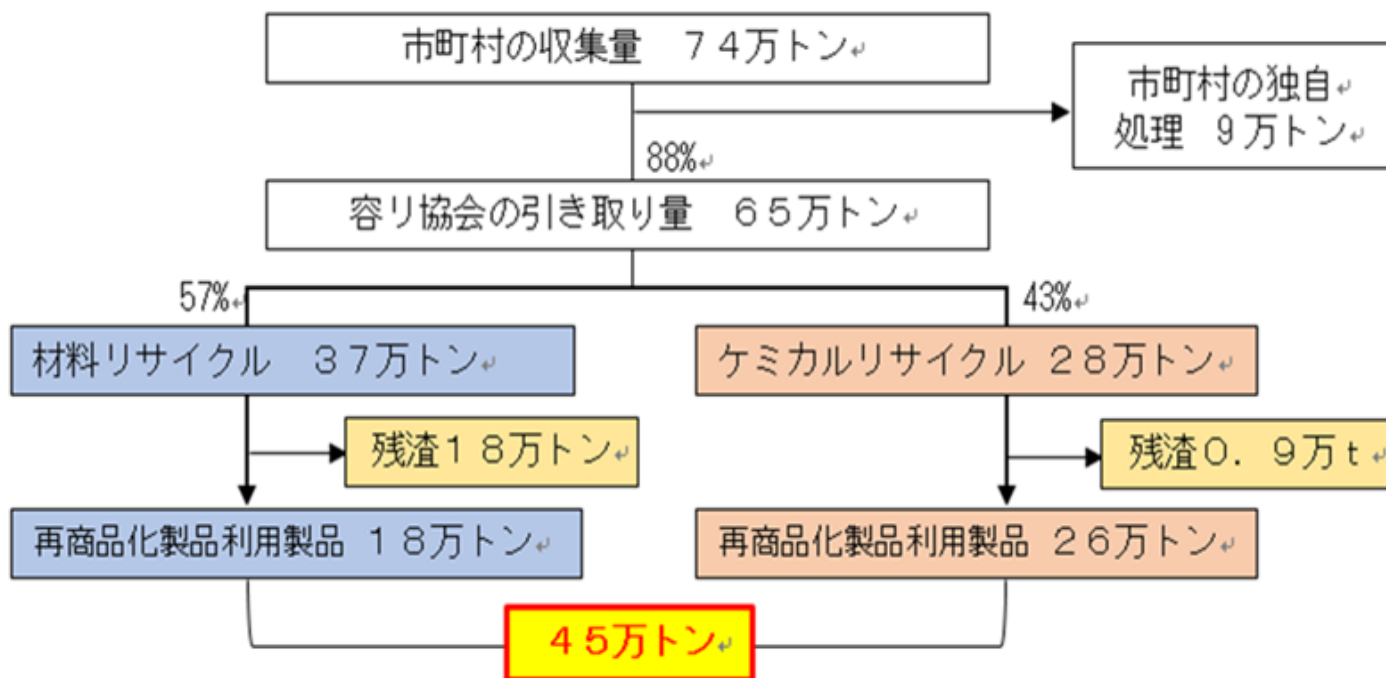 市町村の収集量　７４万トン↵
市町村の独自↵
処理　９万トン↵
88%↵
容リ協会の引き取り量　６５万トン↵
57%↵
43%↵
材料リサイクル　３７万トン↵
ケミカルリサイクル ２８万トン↵
残渣１８万トン↵
残渣０．９万ｔ↵
再商品化製品利用製品 １８万トン↵
再商品化製品利用製品 ２６万トン↵
４５万トン↵